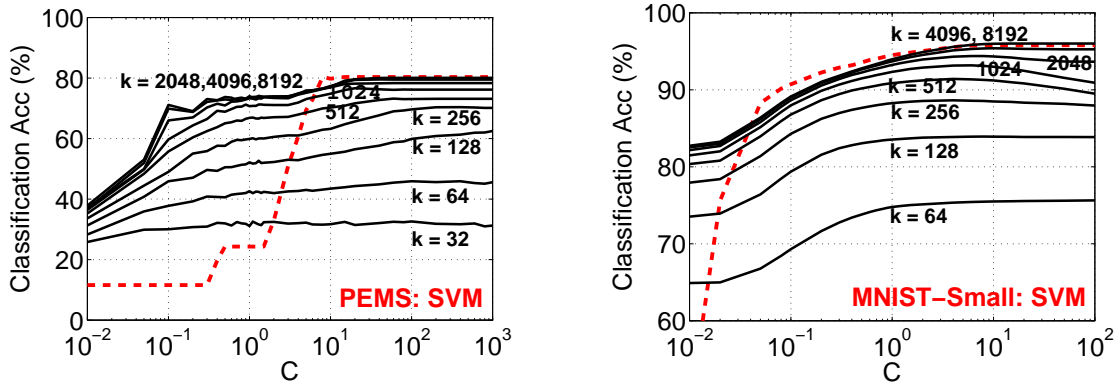 100
80
60
40
20
0
Classification Acc (%)
k = 2048,4096,8192
1024
512
k = 256
k = 128
k = 64
k = 32
PEMS: SVM
10^-2 10^-1 10^0 10^1 10^2 10^3
C
100
90
80
70
60
Classification Acc (%)
k = 4096, 8192
2048
1024
k = 512
k = 256
k = 128
k = 64
MNIST-Small: SVM
10^-2 10^-1 10^0 10^1 10^2
C